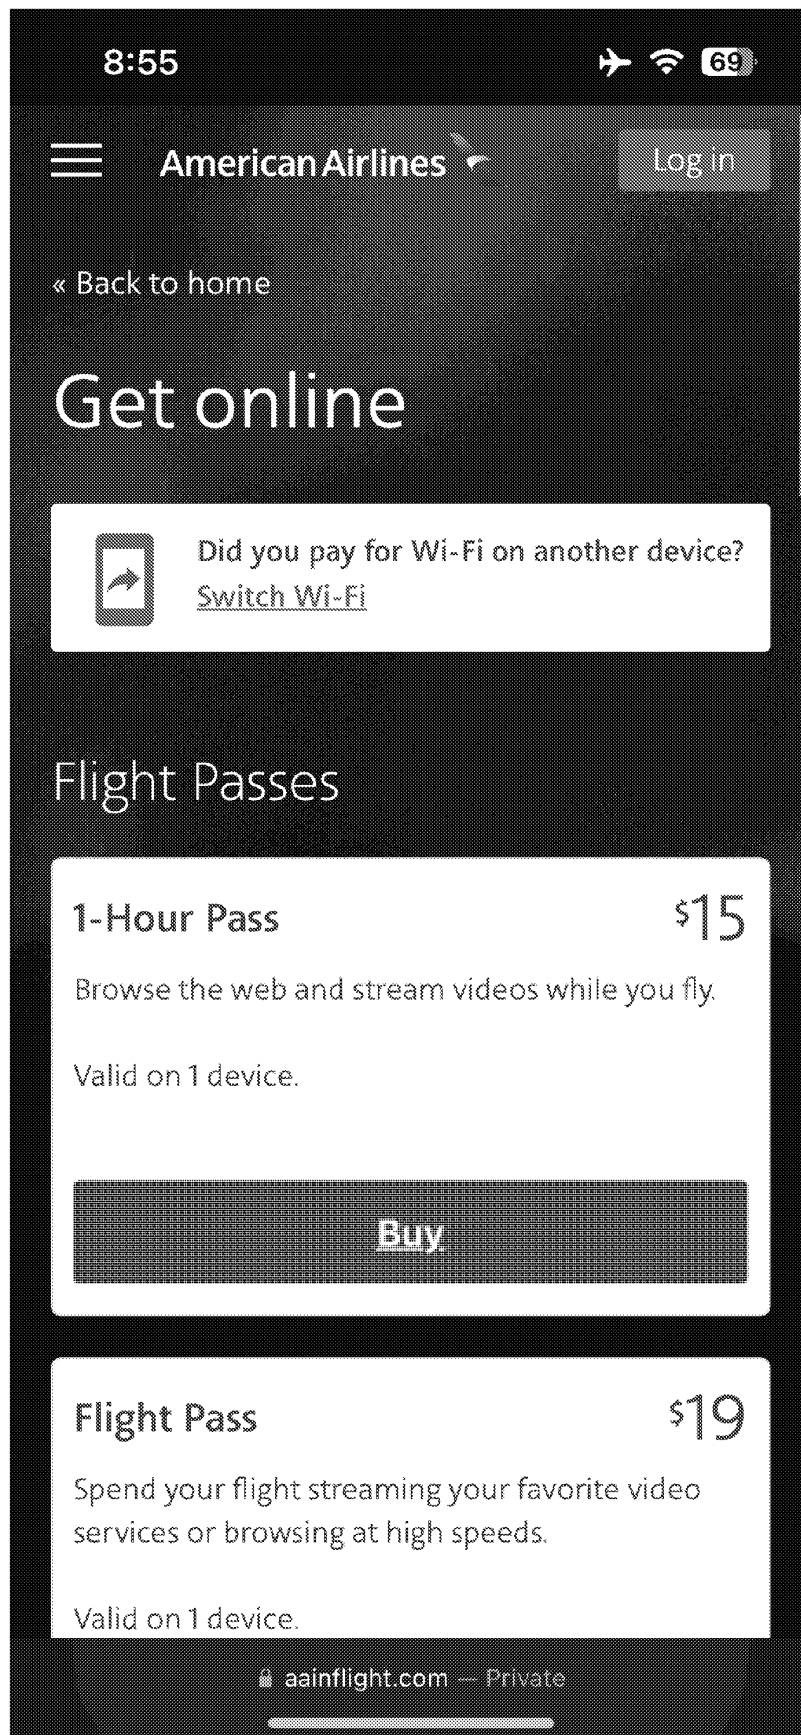 8:55
69
American Airlines
Log in
« Back to home
Get online
Did you pay for Wi-Fi on another device?
Switch Wi-Fi
Flight Passes
1-Hour Pass
$15
Browse the web and stream videos while you fly.
Valid on 1 device.
Buy
Flight Pass
$19
Spend your flight streaming your favorite video
services or browsing at high speeds.
Valid on 1 device.
aainflight.com — Private